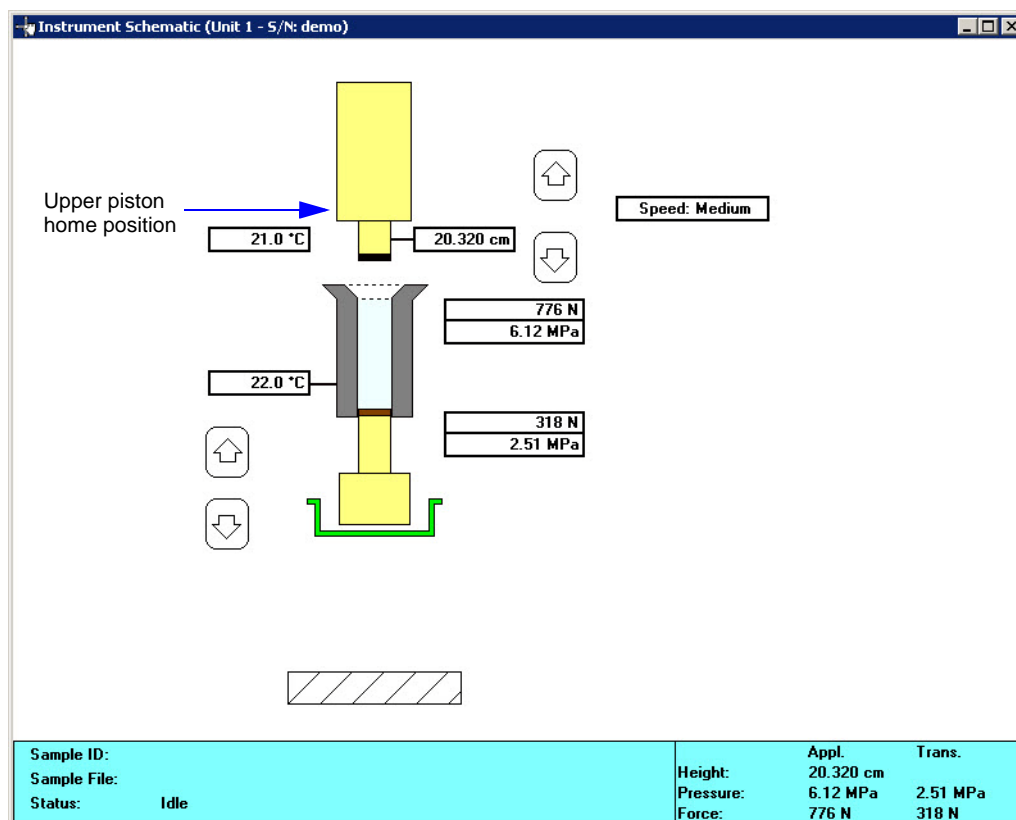 Instrument Schematic (Unit 1 - S/N: demo)
Upper piston
home position
Speed: Medium
21.0 °C
20.320 cm
776 N
6.12 MPa
22.0 °C
318 N
2.51 MPa
Sample ID:
Sample File:
Status: Idle
Appl. Trans.
Height: 20.320 cm
Pressure: 6.12 MPa 2.51 MPa
Force: 776 N 318 N